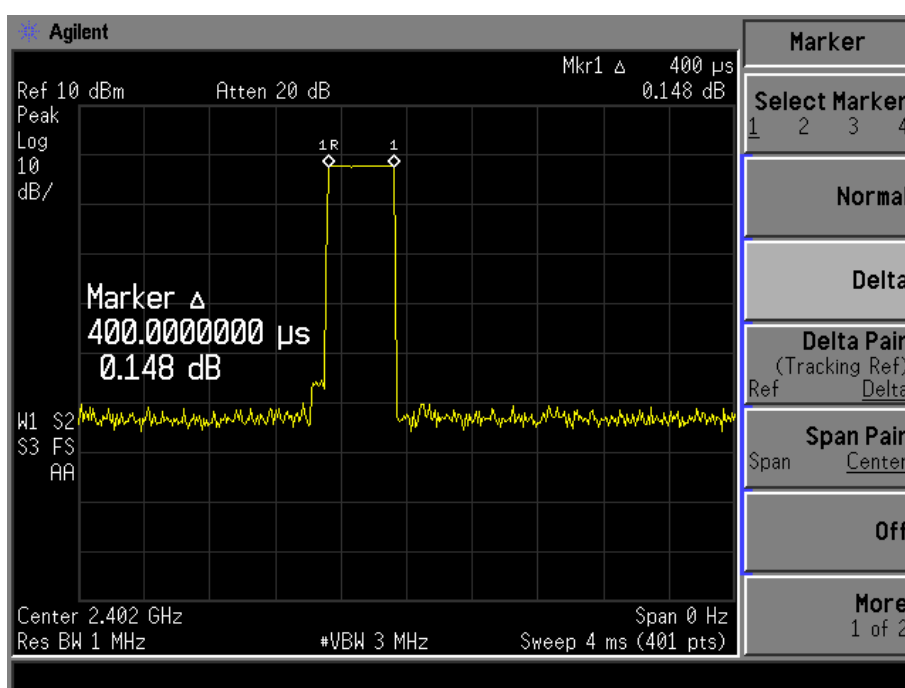 Agilent
Mkr1 Δ 400 µs
Ref 10 dBm Atten 20 dB 0.148 dB
Peak
Log
10
dB/
1R 1
Marker Δ
400.0000000 µs
0.148 dB
W1 S2
S3 FS
AA
Center 2.402 GHz Span 0 Hz
Res BW 1 MHz #VBW 3 MHz Sweep 4 ms (401 pts)
Marker
Select Marker
1 2 3 4
Normal
Delta
Delta Pair
(Tracking Ref)
Ref Delta
Span Pair
Span Center
Off
More
1 of 2